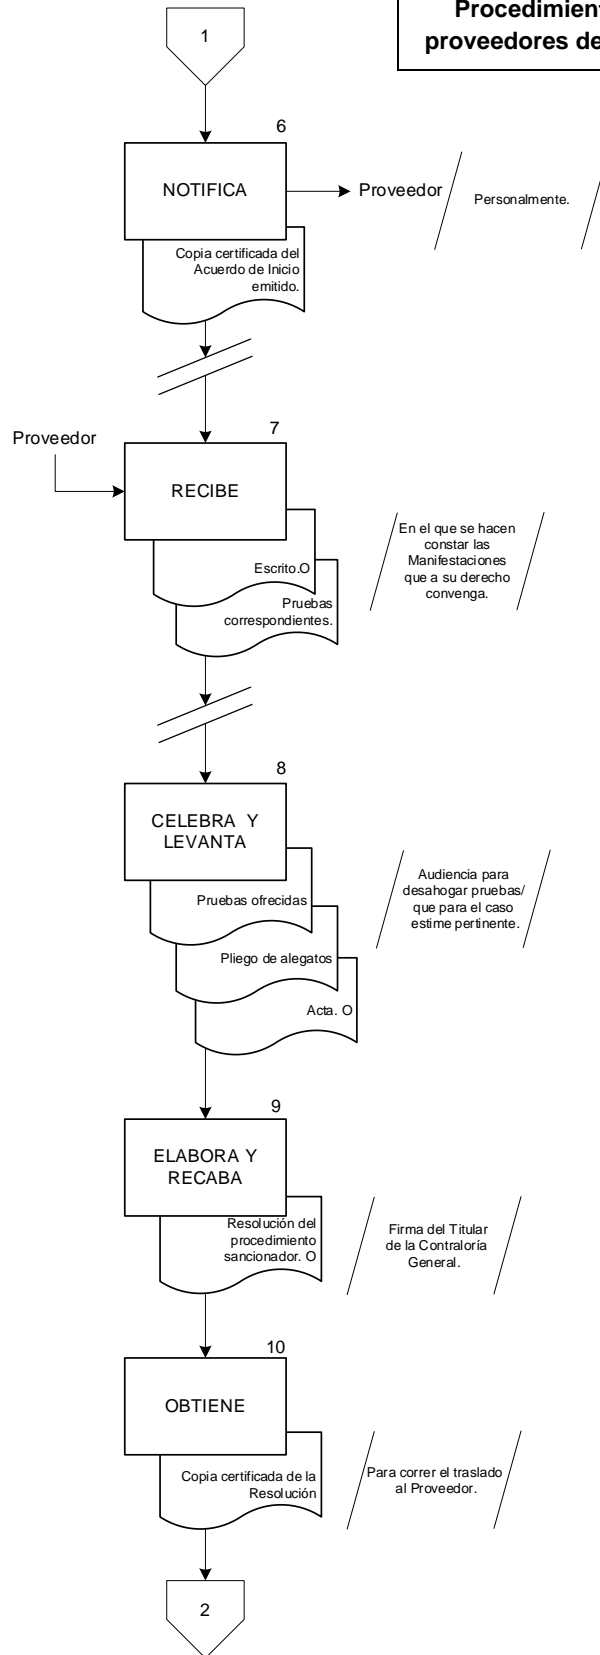 Procedimient
proveedores de
1
6
NOTIFICA
Proveedor
Personalmente.
Copia certificada del
Acuerdo de Inicio
emitido.
7
Proveedor
RECIBE
Escrito.O
Pruebas
correspondientes.
En el que se hacen
constar las
Manifestaciones
que a su derecho
convenga.
8
CELEBRA Y
LEVANTA
Pruebas ofrecidas
Pliego de alegatos
Acta. O
Audiencia para
desahogar pruebas/
que para el caso
estime pertinente.
9
ELABORA Y
RECABA
Resolución del
procedimiento
sancionador. O
Firma del Titular
de la Contraloría
General.
10
OBTIENE
Copia certificada de la
Resolución
Para correr el traslado
al Proveedor.
2